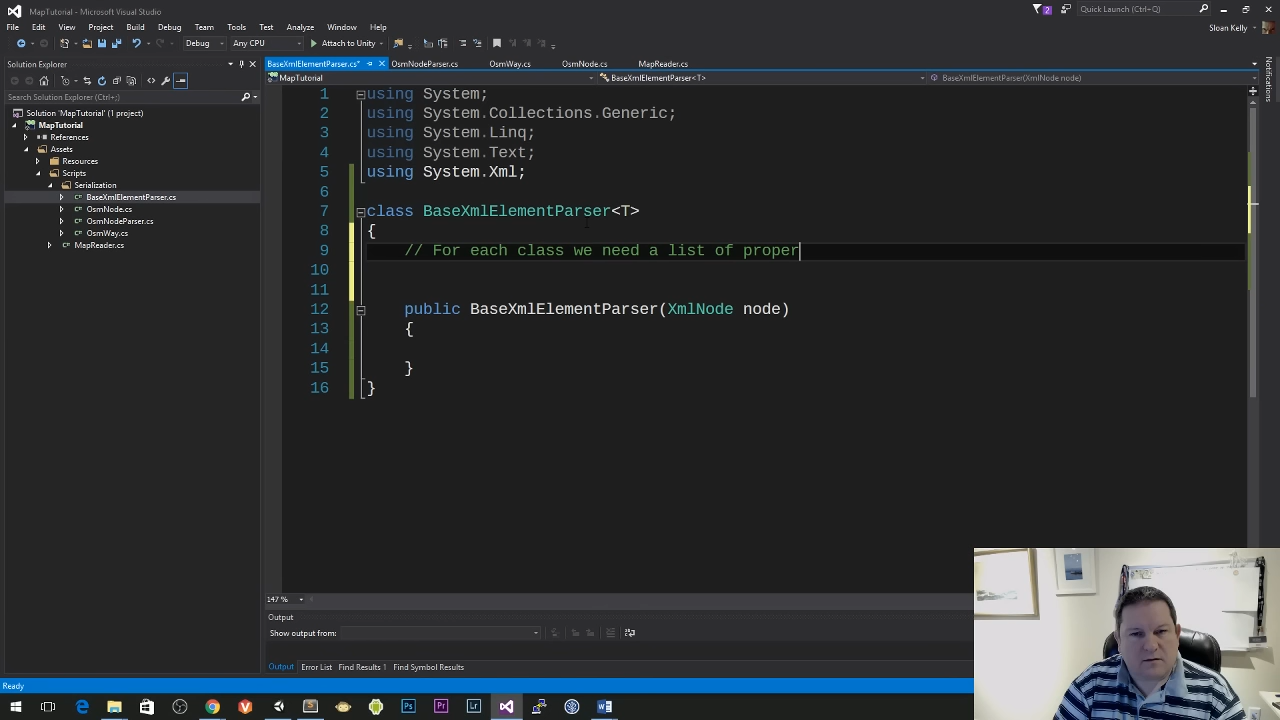 MapTutorial - Microsoft Visual Studio
2
Quick Launch (Ctrl+Q)
File Edit View Project Build Debug Team Tools Test Analyze Window Help
Sloan Kelly
Debug Any CPU Attach to Unity
Solution Explorer
Search Solution Explorer (Ctrl+;)
Solution 'MapTutorial' (1 project)
MapTutorial
References
Assets
Resources
Scripts
Serialization
BaseXmlElementParser.cs
OsmNode.cs
OsmNodeParser.cs
OsmWay.cs
MapReader.cs
BaseXmlElementParser.cs* OsmNodeParser.cs OsmWay.cs OsmNode.cs MapReader.cs
MapTutorial BaseXmlElementParser<T> BaseXmlElementParser(XmlNode node)
1 using System;
2 using System.Collections.Generic;
3 using System.Linq;
4 using System.Text;
5 using System.Xml;
6
7 class BaseXmlElementParser<T>
8 {
9 // For each class we need a list of proper
10
11
12 public BaseXmlElementParser(XmlNode node)
13 {
14
15 }
16 }
147 %
Output
Show output from:
Output Error List Find Results 1 Find Symbol Results
Ready
Notifications